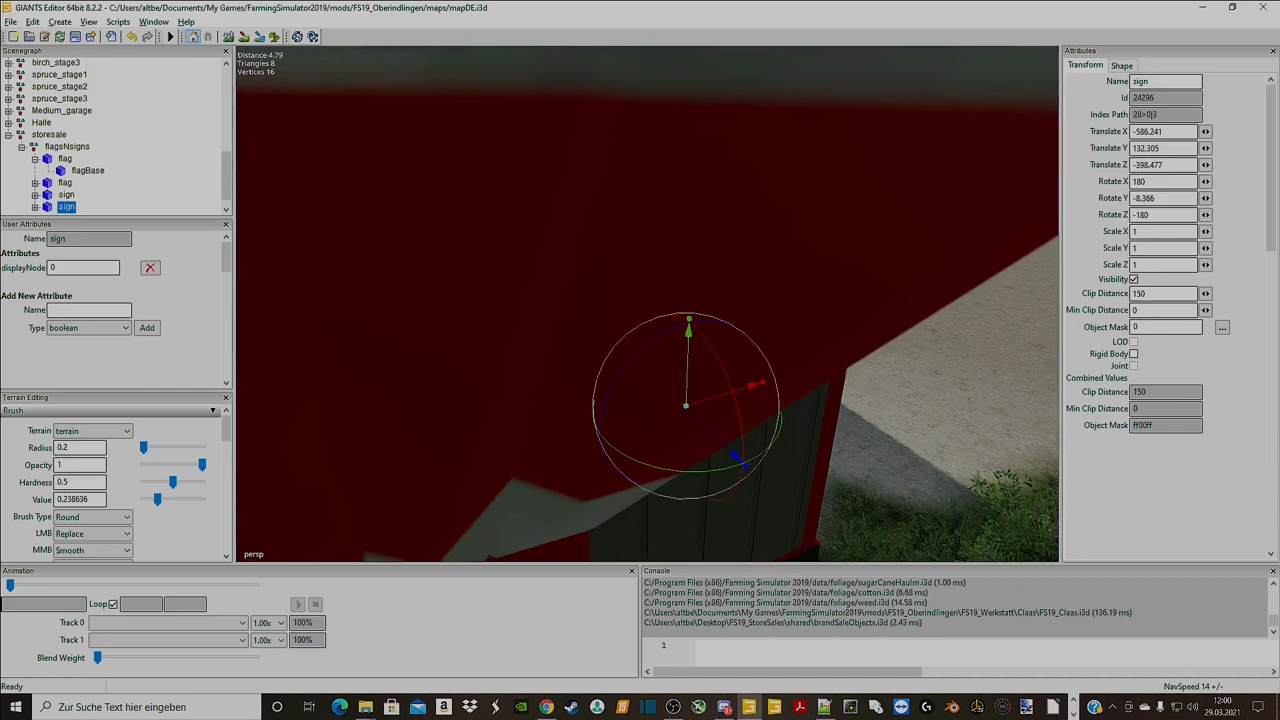 GIANTS Editor 64bit 8.2.2 - C:/Users/altbe/Documents/My Games/FarmingSimulator2019/mods/FS19_Oberindlingen/maps/mapDE.i3d
File Edit Create View Scripts Window Help
Scenegraph
birch_stage3
spruce_stage1
spruce_stage2
spruce_stage3
Medium_garage
Halle
storesale
flagsNsigns
flag
flagBase
flag
sign
sign
User Attributes
Name sign
Attributes
displayNode 0
Add New Attribute
Name
Type boolean Add
Terrain Editing
Brush
Terrain terrain
Radius 0.2
Opacity 1
Hardness 0.5
Value 0.238636
Brush Type Round
LMB Replace
MMB Smooth
Distance 4.79
Triangles 8
Vertices 16
persp
Attributes
Transform Shape
Name sign
Id 24296
Index Path 28>0|3
Translate X -586.241
Translate Y 132.305
Translate Z -398.477
Rotate X 180
Rotate Y -8.366
Rotate Z -180
Scale X 1
Scale Y 1
Scale Z 1
Visibility
Clip Distance 150
Min Clip Distance 0
Object Mask 0 ...
LOD
Rigid Body
Joint
Combined Values
Clip Distance 150
Min Clip Distance 0
Object Mask ff00ff
Animation
Loop
Track 0 1.00x 100%
Track 1 1.00x 100%
Blend Weight
Console
C:/Program Files (x86)/Farming Simulator 2019/data/foliage/sugarCaneHaulm.i3d (1.00 ms)
C:/Program Files (x86)/Farming Simulator 2019/data/foliage/cotton.i3d (6.68 ms)
C:/Program Files (x86)/Farming Simulator 2019/data/foliage/weed.i3d (14.58 ms)
C:/Users/altbe/Documents/My Games/FarmingSimulator2019/mods/FS19_Oberindlingen/FS19_Werkstatt/Claas/FS19_Claas.i3d (136.19 ms)
C:\Users\altbe\Desktop\FS19_StoreSales\shared\brandSaleObjects.i3d (2.43 ms)
1
Ready
NavSpeed 14 +/-
Zur Suche Text hier eingeben
12:00
29.03.2021